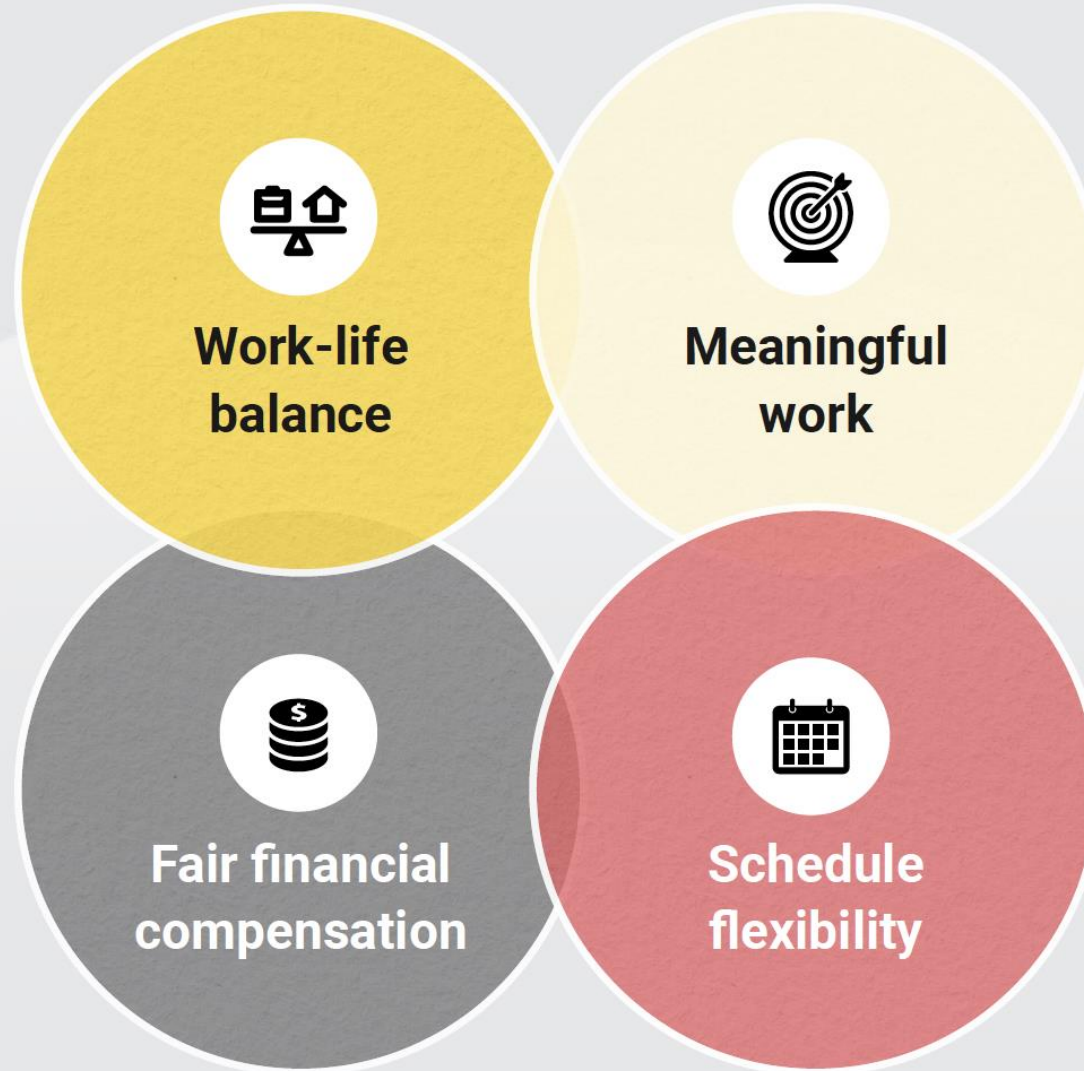 Work-life
balance
Meaningful
work
$
Fair financial
compensation
Schedule
flexibility